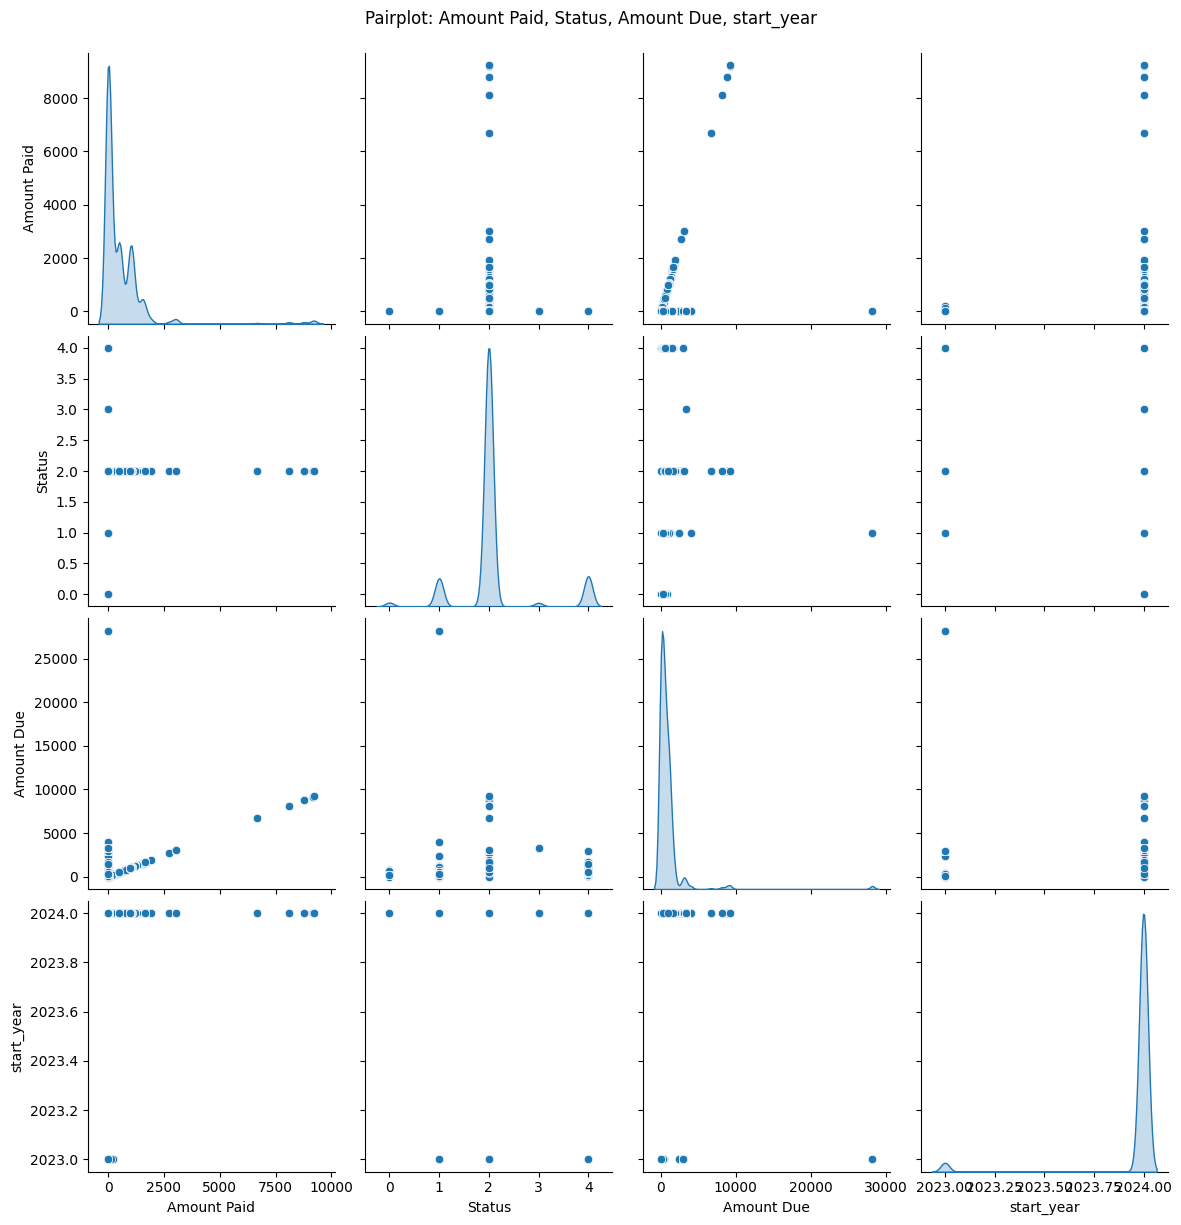 Pairplot: Amount Paid, Status, Amount Due, start_year
8000
6000
4000
2000
0
Amount Paid
4.0
3.5
3.0
2.5
2.0
1.5
1.0
0.5
0.0
Status
25000
20000
15000
10000
5000
0
Amount Due
2024.0
2023.8
2023.6
2023.4
2023.2
2023.0
start_year
0 2500 5000 7500 10000
Amount Paid
0 1 2 3 4
Status
0 10000 20000 30000
Amount Due
2023.00 2023.25 2023.50 2023.75 2024.00
start_year